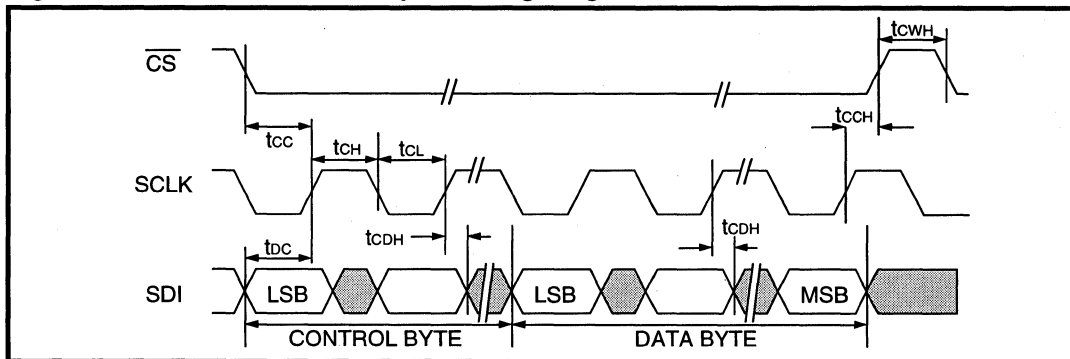 tCWH
CS
tCCH
tCC
tCH
tCL
SCLK
tCDH
tCDH
tDC
SDI
LSB
LSB
MSB
CONTROL BYTE
DATA BYTE